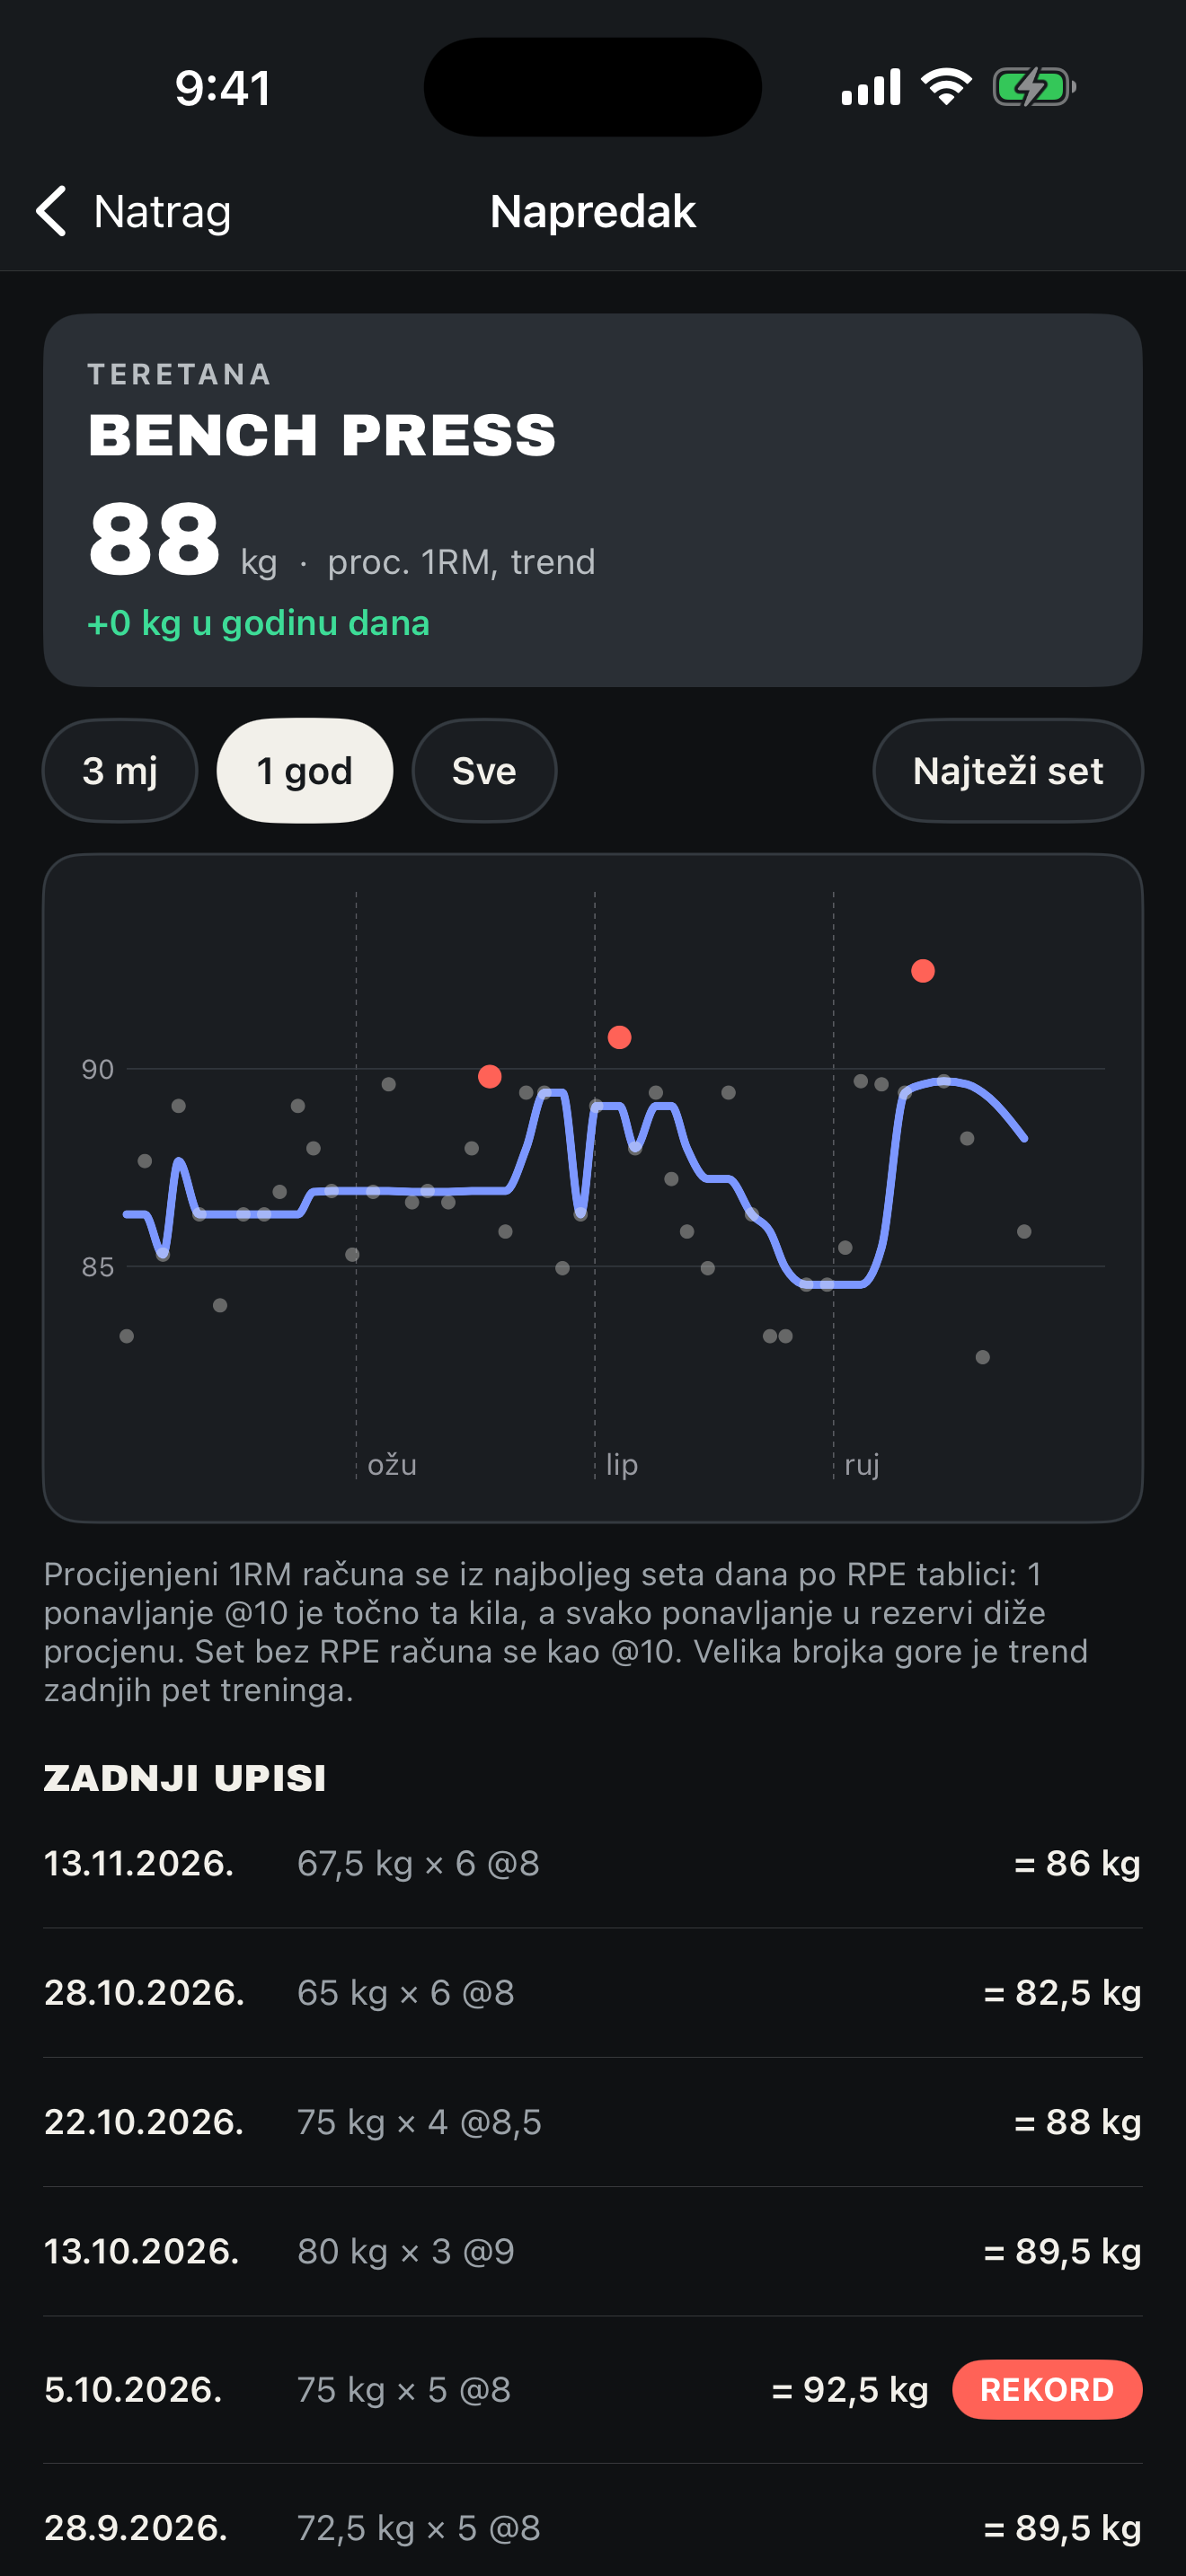 9:41
Natrag
Napredak
TERETANA
BENCH PRESS
88 kg · proc. 1RM, trend
+0 kg u godinu dana
3 mj
1 god
Sve
Najteži set
90
85
ožu
lip
ruj
Procijenjeni 1RM računa se iz najboljeg seta dana po RPE tablici: 1
ponavljanje @10 je točno ta kila, a svako ponavljanje u rezervi diže
procjenu. Set bez RPE računa se kao @10. Velika brojka gore je trend
zadnjih pet treninga.
ZADNJI UPISI
13.11.2026. 67,5 kg × 6 @8 = 86 kg
28.10.2026. 65 kg × 6 @8 = 82,5 kg
22.10.2026. 75 kg × 4 @8,5 = 88 kg
13.10.2026. 80 kg × 3 @9 = 89,5 kg
5.10.2026. 75 kg × 5 @8 = 92,5 kg REKORD
28.9.2026. 72,5 kg × 5 @8 = 89,5 kg